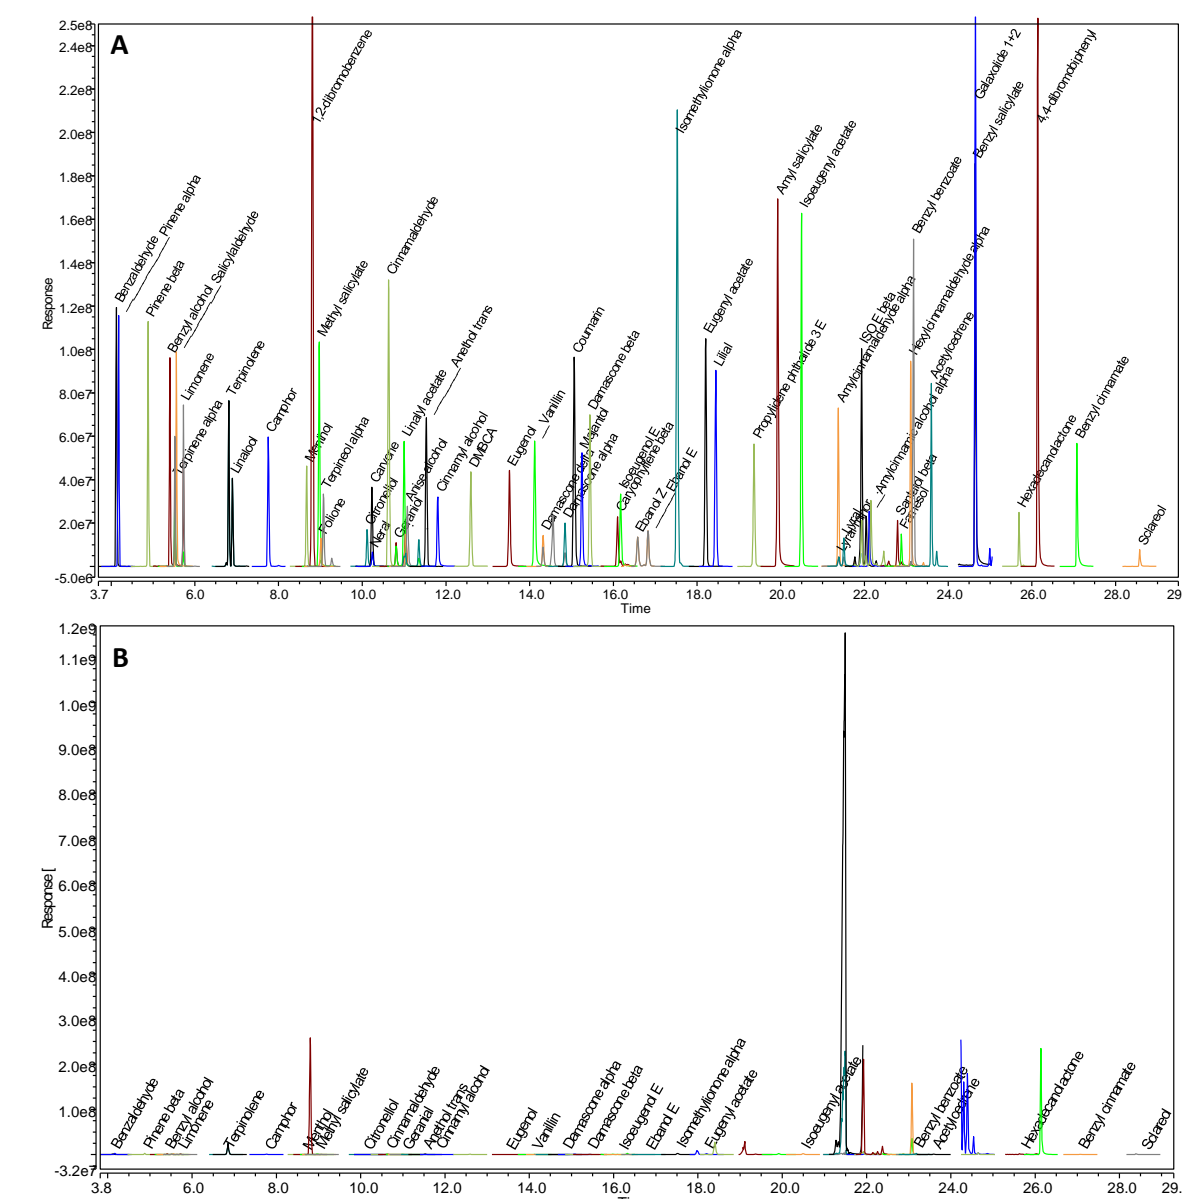 A
2.5e8
2.4e8
2.2e8
2.0e8
1.8e8
1.6e8
1.4e8
1.2e8
1.0e8
8.0e7
6.0e7
4.0e7
2.0e7
-5.0e6
Response
Benzaldehyde
Pinene alpha
Pinene beta
Benzyl alcohol
Salicylaldehyde
Terpinene alpha
Limonene
Terpinolene
Linalool
Camphor
1,2-dibromobenzene
Menthol
Methyl salicylate
Terpineol alpha
Folione
Citronellol
Carvone
Neral
Cinnamaldehyde
Geraniol
Linalyl acetate
Anise alcohol
Anethol trans
Cinnamyl alcohol
DMBCA
Eugenol
Vanillin
Damascone delta
Damascone alpha
Coumarin
Majantol
Damascone beta
Isoeugenol E
Caryophylene beta
Ebanol Z
Ebanol E
Isomethylionone alpha
Eugenyl acetate
Lilial
Propylidene phthalide 3 E
Amyl salicylate
Isoeugenyl acetate
Amylcinnamaldehyde alpha
Lyral
ISO E beta
Amylcinnamic alcohol alpha
Santalol beta
Farnesol
Hexylcinnamaldehyde alpha
Benzyl benzoate
Acetylcedrene
Galaxolide 1+2
Benzyl salicylate
Hexadecanolactone
4,4-dibromobiphenyl
Benzyl cinnamate
Sclareol
3.7 6.0 8.0 10.0 12.0 14.0 16.0 18.0 20.0 22.0 24.0 26.0 28.0 29
Time
B
1.2e9
1.1e9
1.0e9
9.0e8
8.0e8
7.0e8
6.0e8
5.0e8
4.0e8
3.0e8
2.0e8
1.0e8
-3.2e7
Response [
Benzaldehyde
Pinene beta
Benzyl alcohol
Limonene
Terpinolene
Camphor
Menthol
Methyl salicylate
Citronellol
Cinnamaldehyde
Geranial
Anethol trans
Cinnamyl alcohol
Eugenol
Vanillin
Damascone alpha
Damascone beta
Isoeugenol E
Ebanol E
Isomethylionone alpha
Eugenyl acetate
Isoeugenyl acetate
Benzyl benzoate
Acetylcedrene
Hexadecanolactone
Benzyl cinnamate
Sclareol
3.8 6.0 8.0 10.0 12.0 14.0 16.0 18.0 20.0 22.0 24.0 26.0 28.0 29.